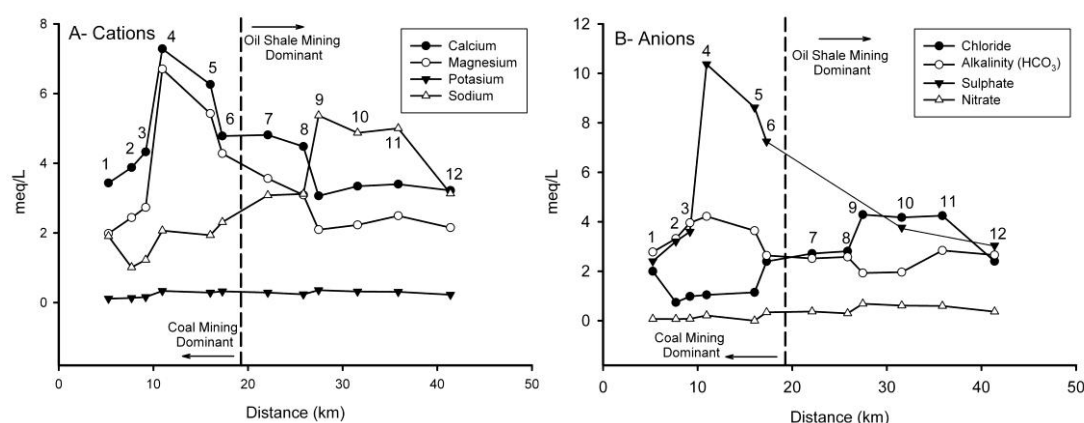 A- Cations
Oil Shale Mining
Dominant
Calcium
Magnesium
Potasium
Sodium
1
2
3
4
5
6
7
8
9
10
11
12
8
6
4
2
0
meq/L
Coal Mining
Dominant
0
10
20
30
40
50
Distance (km)
B- Anions
Oil Shale Mining
Dominant
Chloride
Alkalinity (HCO3)
Sulphate
Nitrate
1
2
3
4
5
6
7
8
9
10
11
12
12
10
8
6
4
2
0
meq/L
Coal Mining
Dominant
0
10
20
30
40
50
Distance (km)